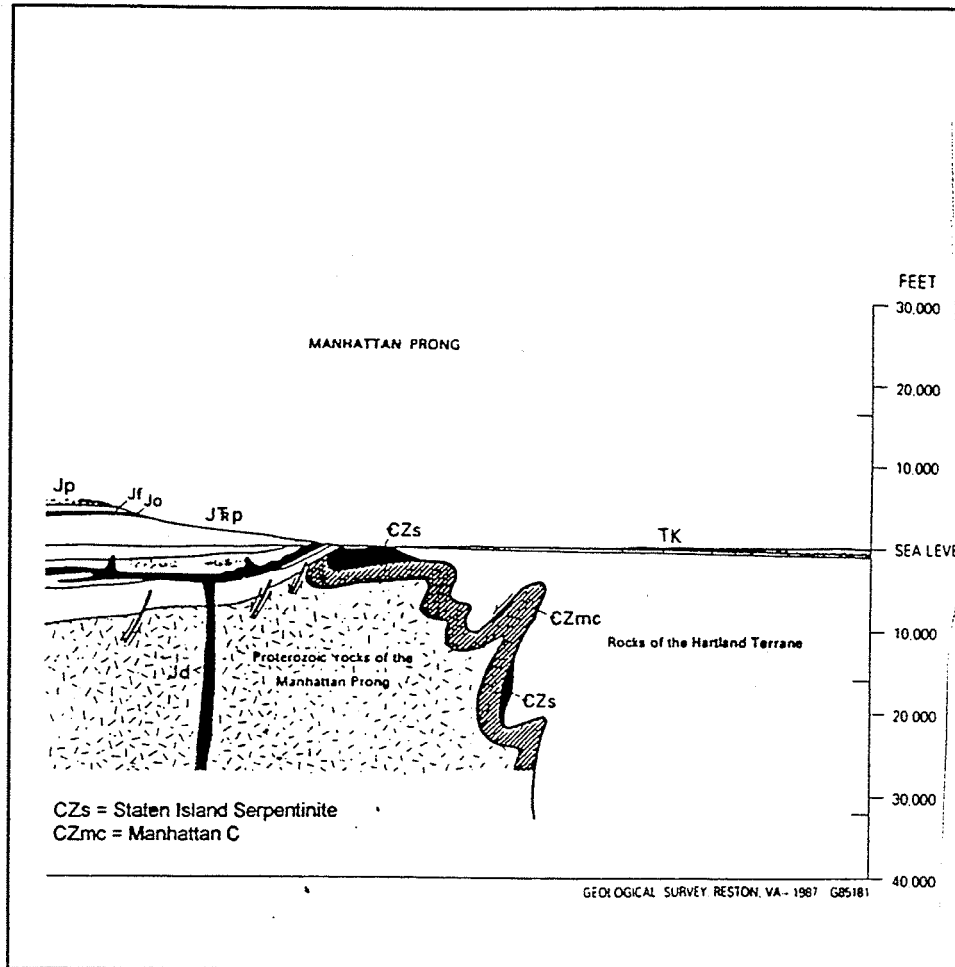 FEET
30,000
MANHATTAN PRONG
20,000
10,000
Jp
Jf
Jo
JTRp
CZs
TK
SEA LEVE
CZmc
10,000
Rocks of the Hartland Terrane
Proterozoic rocks of the
Manhattan Prong
Jd
CZs
20 000
30,000
CZs = Staten Island Serpentinite
CZmc = Manhattan C
40 000
GEOLOGICAL SURVEY. RESTON, VA-- 1987 G85181